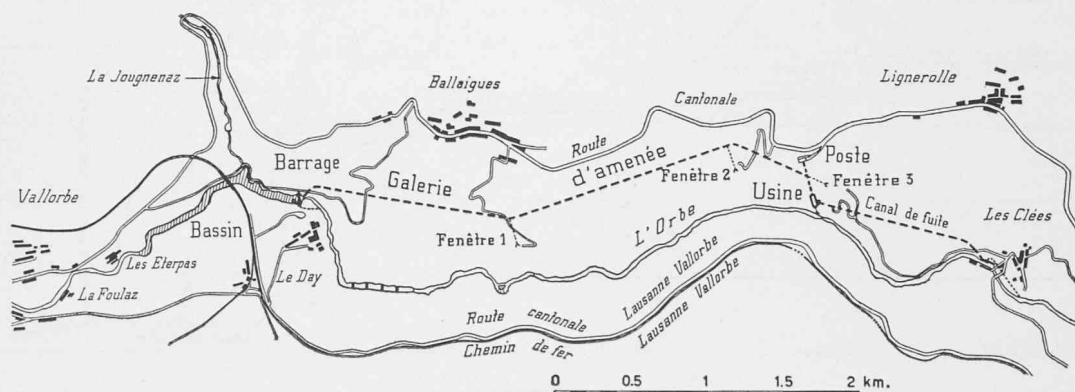 La Jougnenaz
Ballaigues
Lignerolle
Cantonale
Route
Barrage
Galerie
d'amenée
Poste
Fenêtre 2
Fenêtre 3
Vallorbe
Usine
Canal de fuite
Les Clées
Bassin
Fenêtre 1
L'Orbe
Les Eterpas
Le Day
Lausanne Vallorbe
Lausanne Vallorbe
La Foulaz
Route cantonale
Chemin de fer
0 0.5 1 2 km.